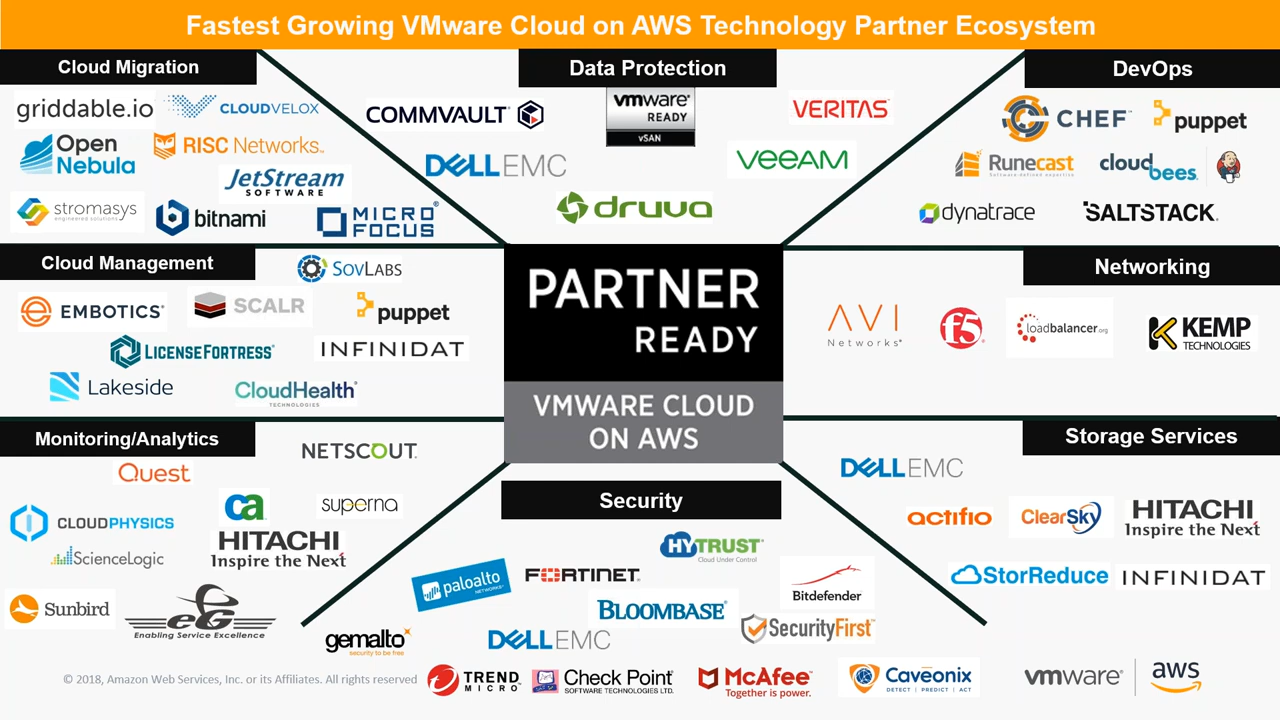 Fastest Growing VMware Cloud on AWS Technology Partner Ecosystem
Cloud Migration
griddable.io
CLOUDVELOX
Open
Nebula
RISC Networks
JetStream
SOFTWARE
stromasys
engineered solutions
bitnami
MICRO
FOCUS
Data Protection
COMMVAULT
vmware
READY
vSAN
VERITAS
DELL EMC
VEEAM
druva
DevOps
CHEF
puppet
Runecast
Software-defined expertise
cloudbees
dynatrace
SALTSTACK
Cloud Management
SOVLABS
EMBOTICS
SCALR
puppet
LICENSEFORTRESS
INFINIDAT
Lakeside
CloudHealth
TECHNOLOGIES
PARTNER
READY
VMWARE CLOUD
ON AWS
Networking
AVI
Networks
f5
loadbalancer.org
KEMP
TECHNOLOGIES
Monitoring/Analytics
NETSCOUT
Quest
CLOUDPHYSICS
ca
superna
ScienceLogic
HITACHI
Inspire the Next
Sunbird
eG
Enabling Service Excellence
Security
HYTRUST
Cloud Under Control
paloalto
NETWORKS
FORTINET
Bitdefender
BLOOMBASE
DELL EMC
SecurityFirst
gemalto
security to be free
TREND
MICRO
Check Point
SOFTWARE TECHNOLOGIES LTD.
McAfee
Together is power.
Caveonix
DETECT | PREDICT | ACT
Storage Services
DELL EMC
actifio
ClearSky
HITACHI
Inspire the Next
StorReduce
INFINIDAT
© 2018, Amazon Web Services, Inc. or its Affiliates. All rights reserved
vmware
aws